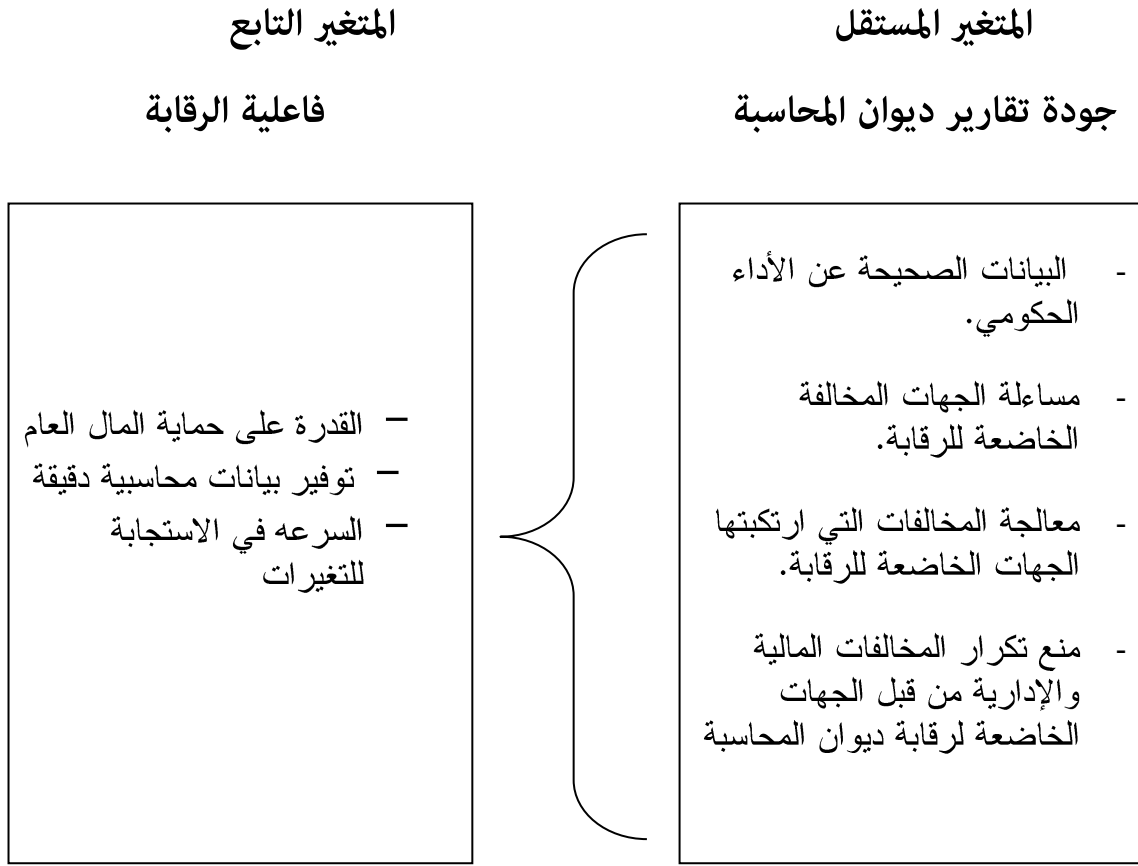 المتغير المستقل
جودة تقارير ديوان المحاسبة
- البيانات الصحيحة عن الأداء
الحكومي.
- مساءلة الجهات المخالفة
الخاضعة للرقابة.
- معالجة المخالفات التي ارتكبتها
الجهات الخاضعة للرقابة.
- منع تكرار المخالفات المالية
والإدارية من قبل الجهات
الخاضعة لرقابة ديوان المحاسبة
المتغير التابع
فاعلية الرقابة
– القدرة على حماية المال العام
– توفير بيانات محاسبية دقيقة
– السرعه في الاستجابة
للتغيرات